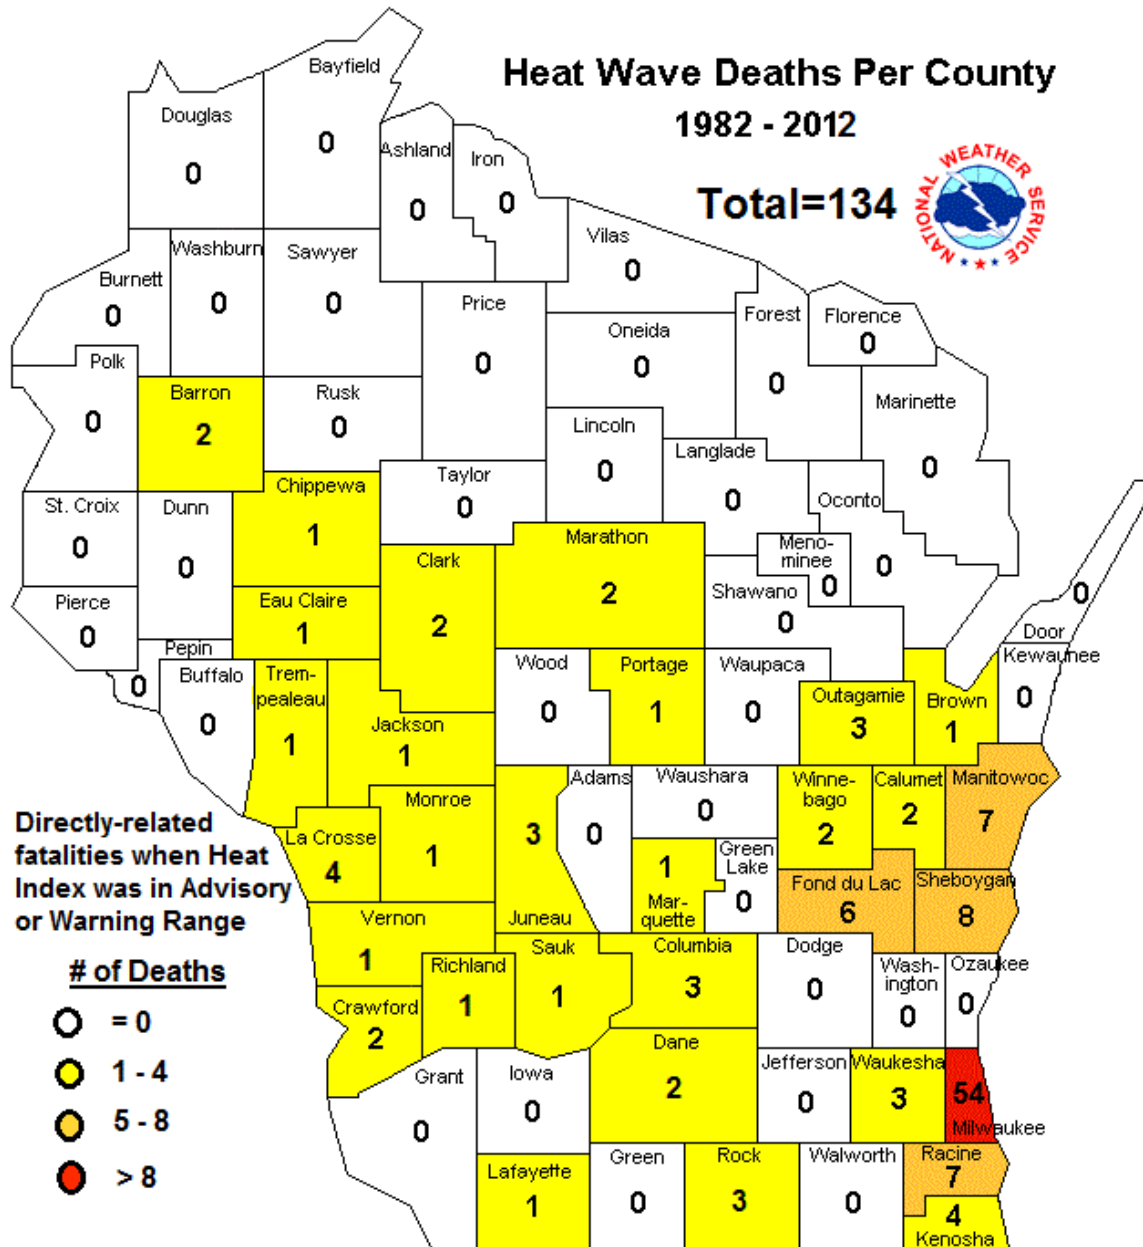 Heat Wave Deaths Per County
1982 - 2012
Total=134
NATIONAL WEATHER SERVICE
Bayfield
0
Douglas
0
Ashland
0
Iron
0
Vilas
0
Washburn
0
Sawyer
0
Burnett
0
Price
0
Oneida
0
Forest
0
Florence
0
Polk
0
Barron
2
Rusk
0
Lincoln
0
Langlade
0
Marinette
0
Taylor
0
Chippewa
1
St. Croix
0
Dunn
0
Oconto
0
Clark
2
Marathon
2
Meno-
minee
0
Shawano
0
Eau Claire
1
Pierce
0
Pepin
0
Door
0
Kewaunee
0
Buffalo
0
Trem-
pealeau
1
Jackson
1
Wood
0
Portage
1
Waupaca
0
Outagamie
3
Brown
1
Adams
0
Waushara
0
Winne-
bago
2
Calumet
2
Manitowoc
7
La Crosse
4
Monroe
1
3
Juneau
1
Mar-
quette
Green
Lake
0
Fond du Lac
6
Sheboygan
8
Vernon
1
Richland
1
Sauk
1
Columbia
3
Dodge
0
Wash-
ington
0
Ozaukee
0
Crawford
2
Grant
0
Iowa
0
Dane
2
Jefferson
0
Waukesha
3
54
Milwaukee
Lafayette
1
Green
0
Rock
3
Walworth
0
Racine
7
4
Kenosha
Directly-related
fatalities when Heat
Index was in Advisory
or Warning Range
# of Deaths
= 0
1 - 4
5 - 8
> 8